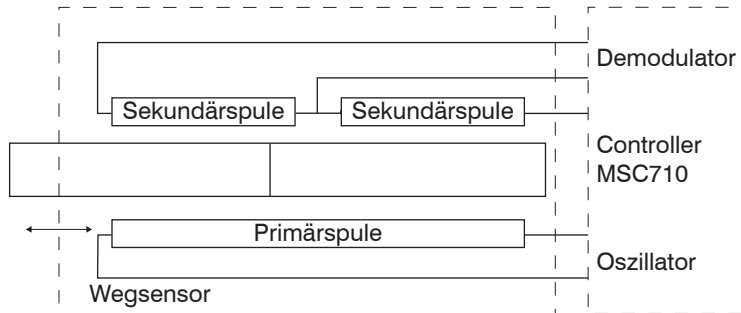 Demodulator
Sekundärspule
Sekundärspule
Controller
MSC710
Primärspule
Oszillator
Wegsensor